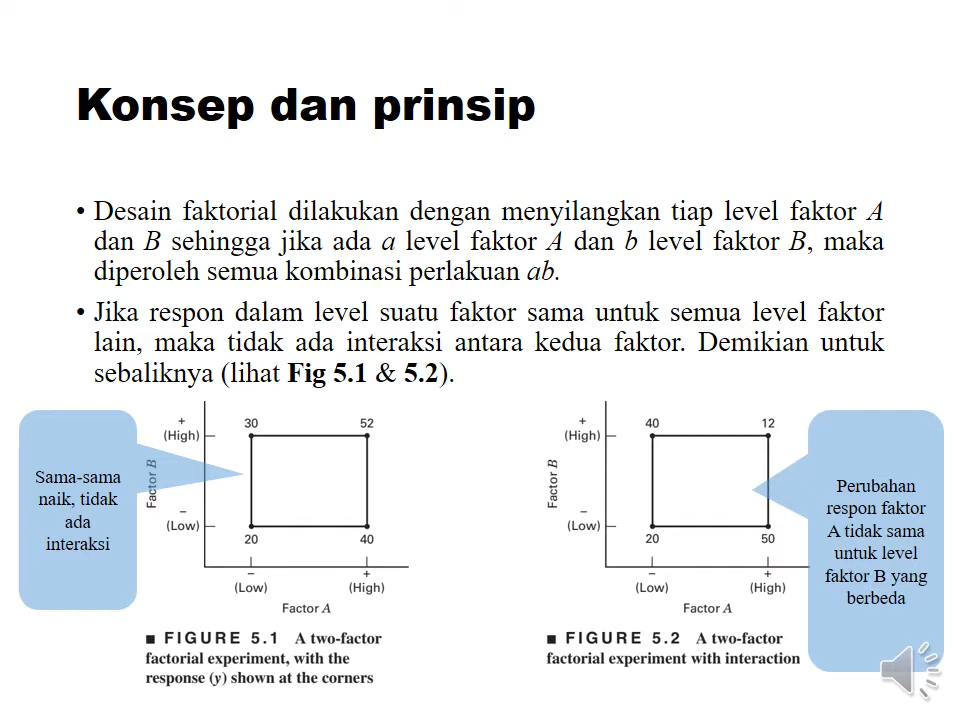 Konsep dan prinsip
• Desain faktorial dilakukan dengan menyilangkan tiap level faktor A
dan B sehingga jika ada a level faktor A dan b level faktor B, maka
diperoleh semua kombinasi perlakuan ab.
• Jika respon dalam level suatu faktor sama untuk semua level faktor
lain, maka tidak ada interaksi antara kedua faktor. Demikian untuk
sebaliknya (lihat Fig 5.1 & 5.2).
Sama-sama
naik, tidak
ada
interaksi
+
(High)
30
52
Factor B
−
(Low)
20
40
−
(Low)
+
(High)
Factor A
■ FIGURE 5.1 A two-factor
factorial experiment, with the
response (y) shown at the corners
+
(High)
40
12
Factor B
−
(Low)
20
50
−
(Low)
+
(High)
Factor A
■ FIGURE 5.2 A two-factor
factorial experiment with interaction
Perubahan
respon faktor
A tidak sama
untuk level
faktor B yang
berbeda